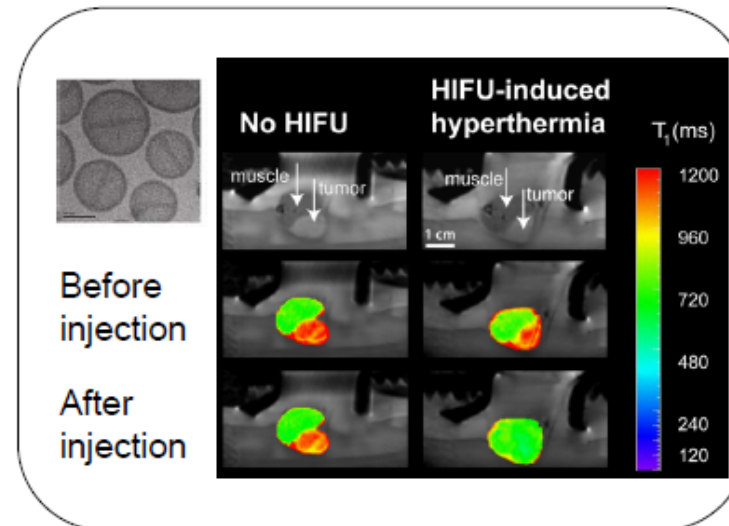 No HIFU
HIFU-induced
hyperthermia
T1(ms)
muscle
tumor
muscle
tumor
1 cm
Before
injection
After
injection
1200
960
720
480
240
120